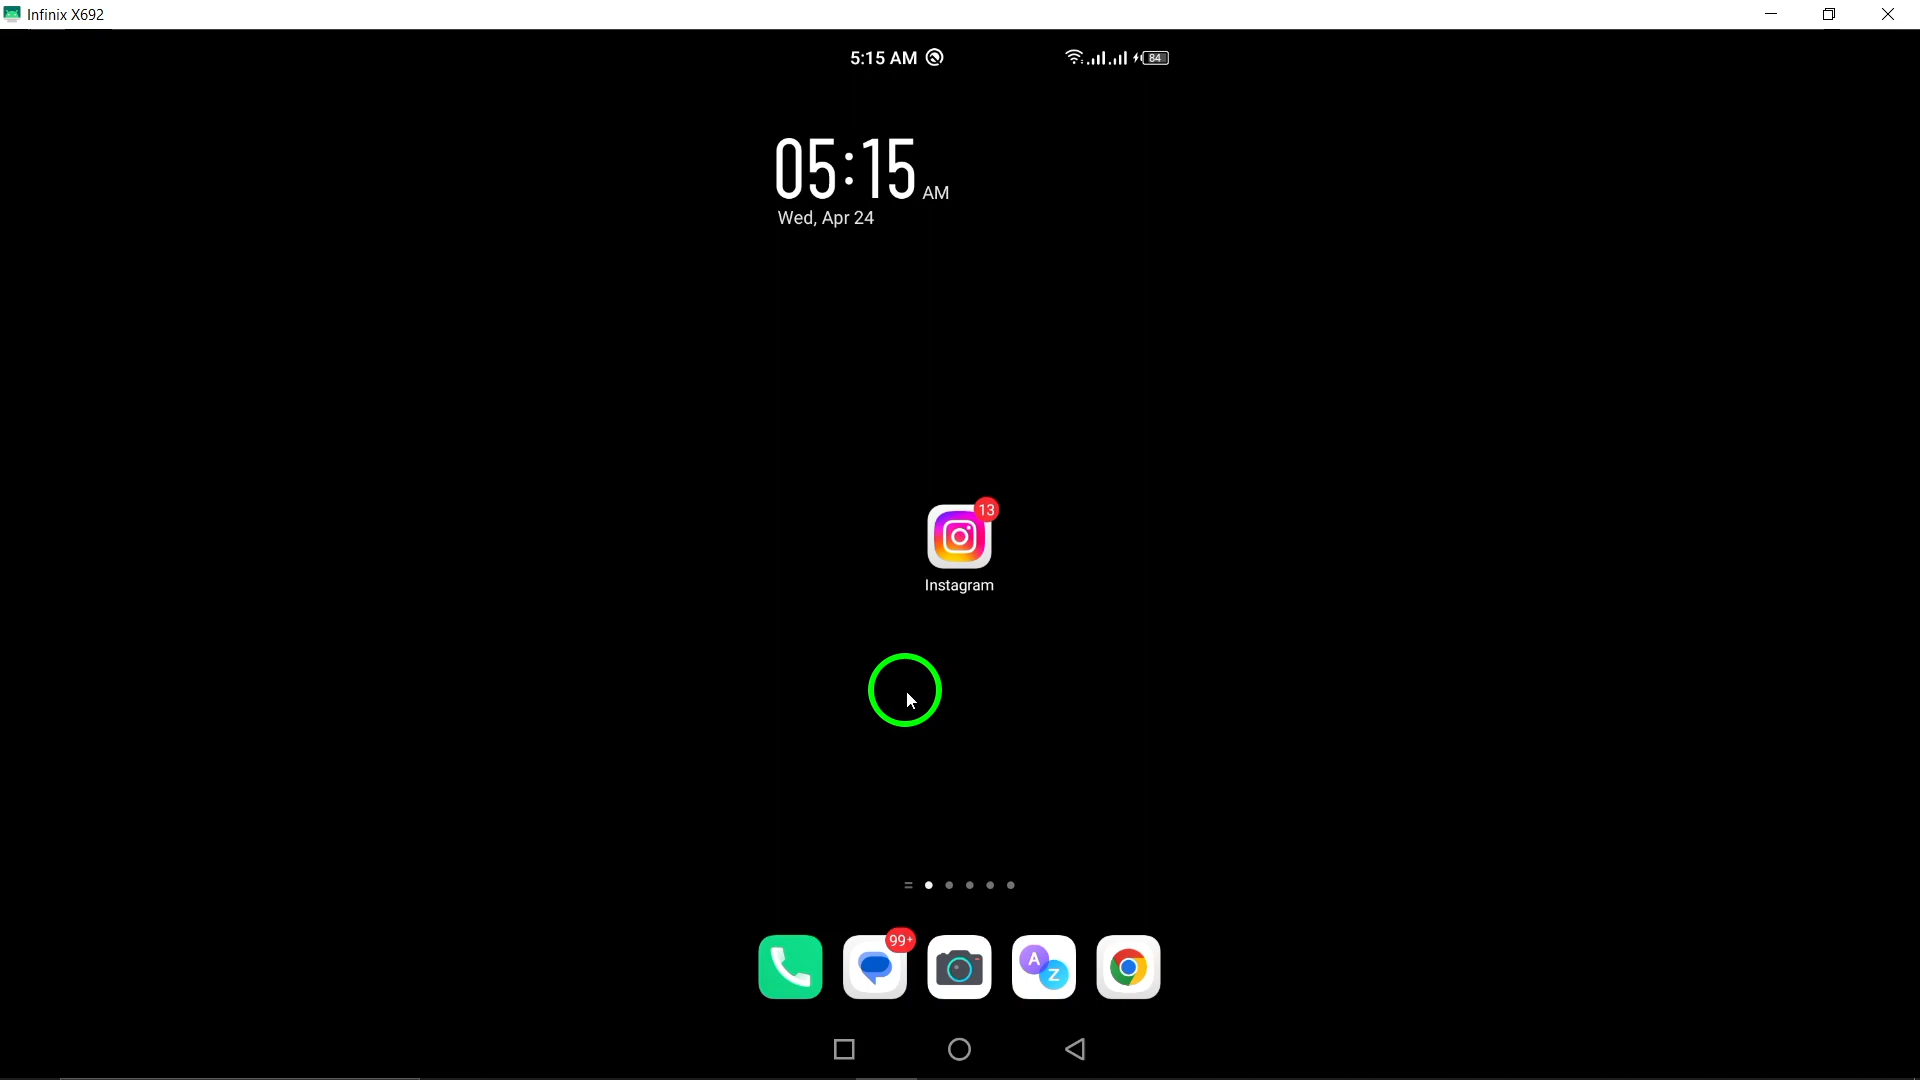 Infinix X692
5:15 AM
84
05:15 AM
Wed, Apr 24
13
Instagram
99+
A
Z